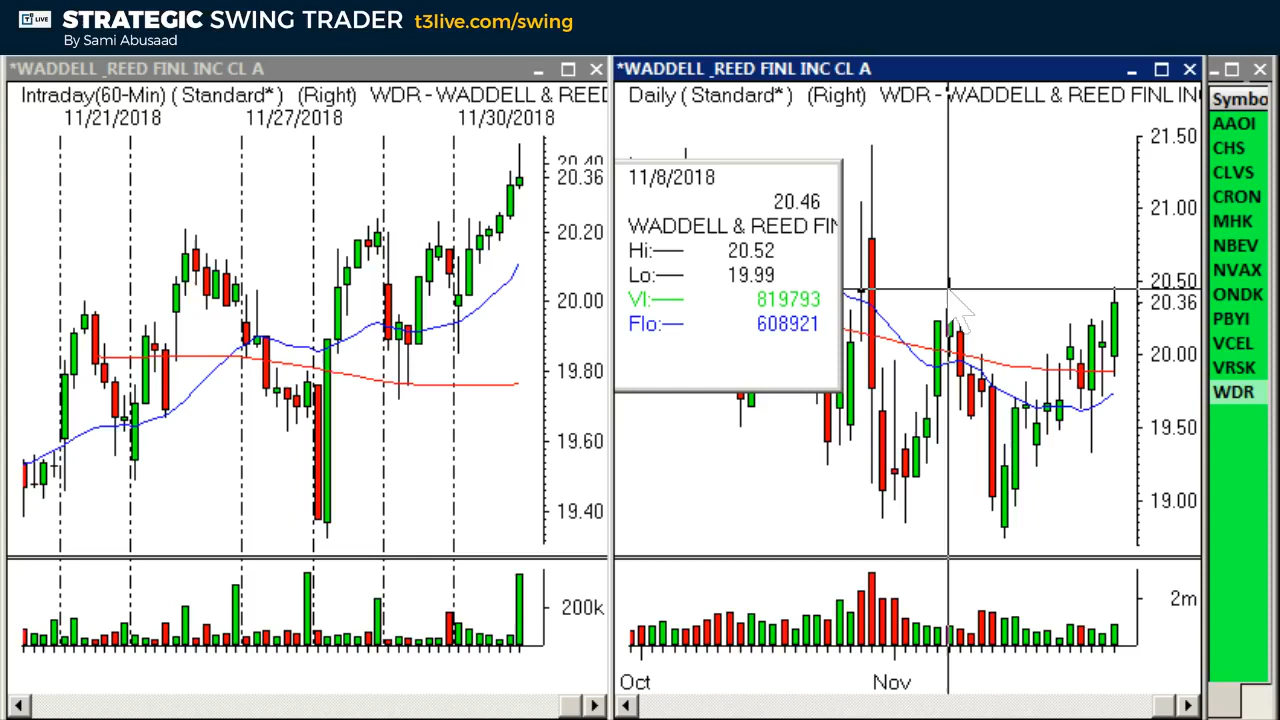 T3 LIVE STRATEGIC SWING TRADER t3live.com/swing
By Sami Abusaad
*WADDELL _REED FINL INC CL A
Intraday(60-Min) ( Standard* ) (Right) WDR - WADDELL & REED
11/21/2018 11/27/2018 11/30/2018
20.40
20.36
20.20
20.00
19.80
19.60
19.40
200k
*WADDELL _REED FINL INC CL A
Daily ( Standard* ) (Right) WDR - WADDELL & REED FINL IN
21.50
21.00
20.50
20.36
20.00
19.50
19.00
2m
11/8/2018
20.46
WADDELL & REED FIN
Hi: 20.52
Lo: 19.99
Vl: 819793
Flo: 608921
Oct Nov
Symbo
AAOI
CHS
CLVS
CRON
MHK
NBEV
NVAX
ONDK
PBYI
VCEL
VRSK
WDR